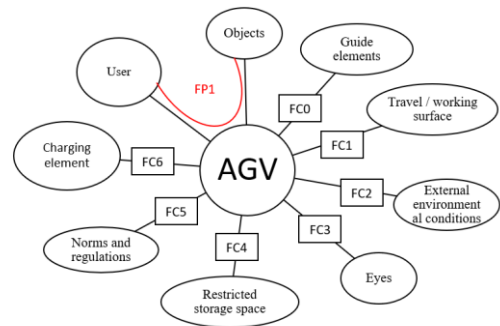 Objects
User
FP1
Guide
elements
FC0
Travel / working
surface
FC1
Charging
element
FC6
AGV
FC2
External
environment
al conditions
FC5
FC3
Norms and
regulations
FC4
Eyes
Restricted
storage space